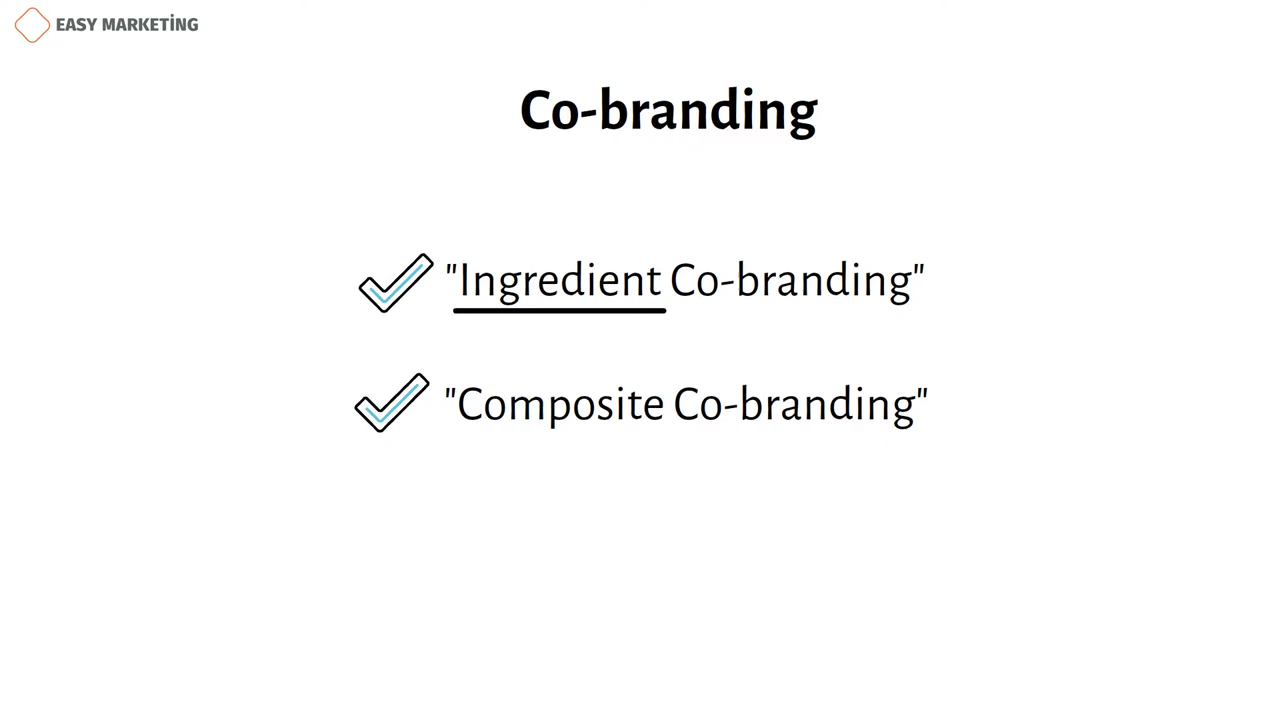 EASY MARKETİNG
Co-branding
"Ingredient Co-branding"
"Composite Co-branding"